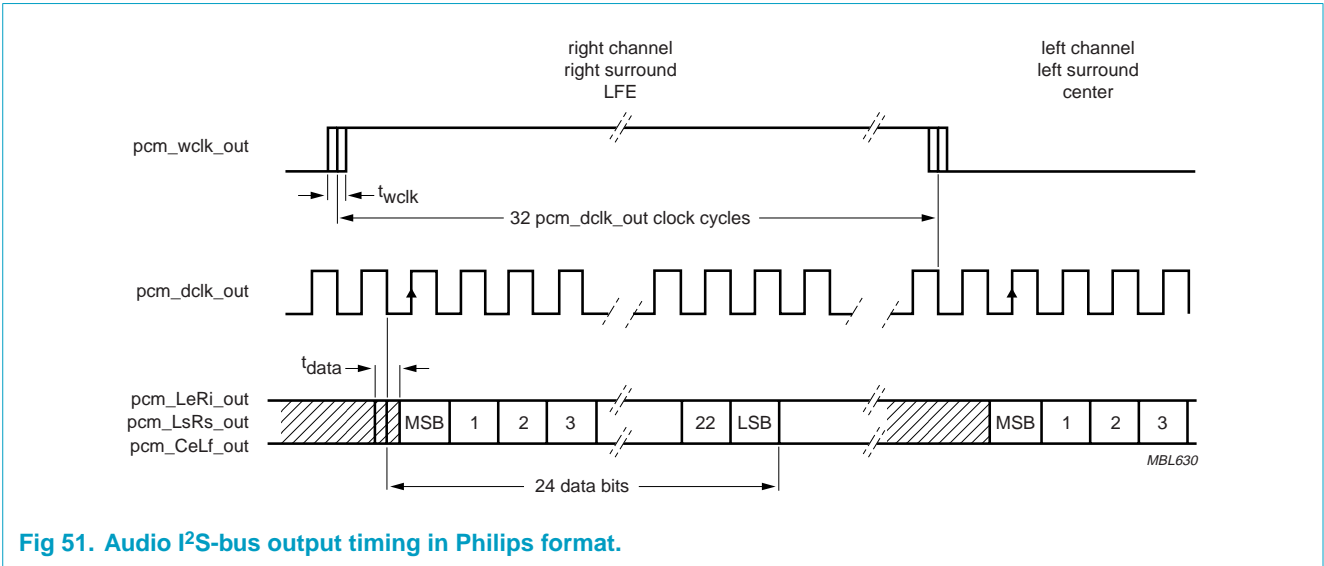 right channel
right surround
LFE
left channel
left surround
center
pcm_wclk_out
twclk
32 pcm_dclk_out clock cycles
pcm_dclk_out
tdata
pcm_LeRi_out
pcm_LsRs_out
pcm_CeLf_out
MSB 1 2 3 22 LSB MSB 1 2 3
MBL630
24 data bits
Fig 51. Audio I²S-bus output timing in Philips format.